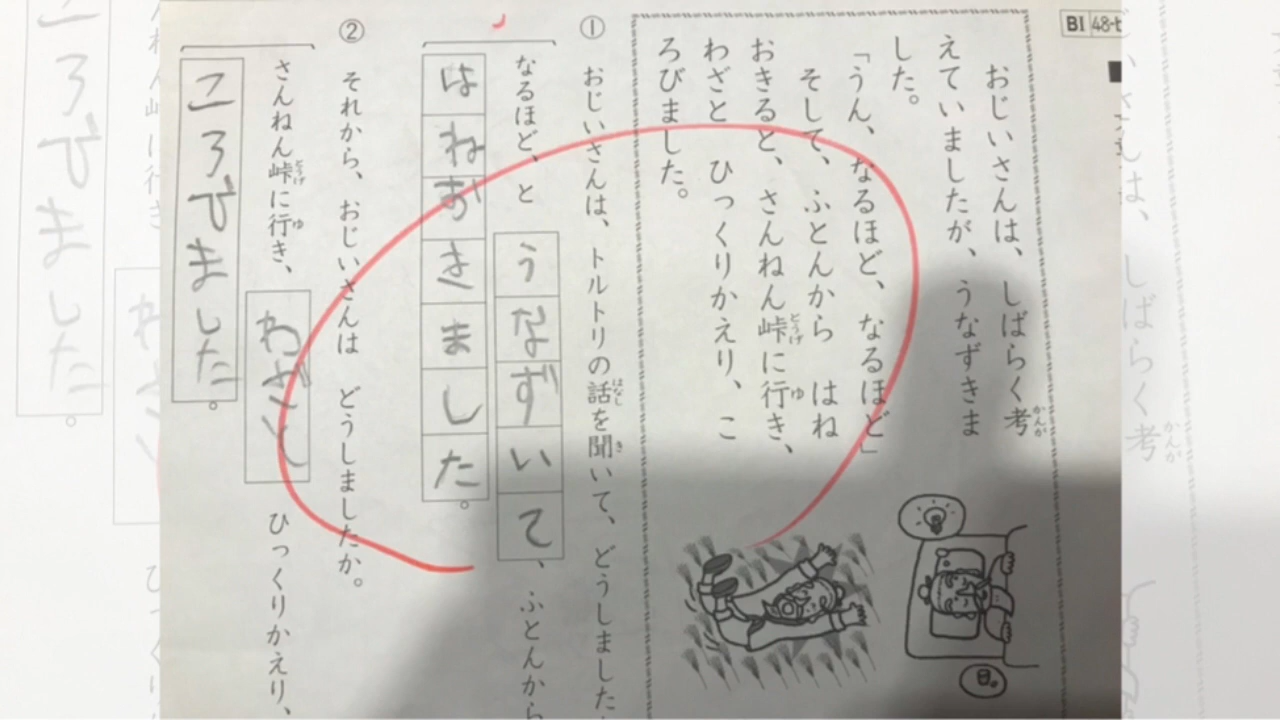 BI 48-b
おじいさんは、しばらく考
えていましたが、うなずきま
した。
「うん、なるほど、なるほど」
そして、ふとんから はね
おきると、さんねん峠に行き、
わざと ひっくりかえり、こ
ろびました。
① おじいさんは、トルトリの話を聞いて、どうしました
なるほど、と うなずいて、ふとんから
はねおきました。
② それから、おじいさんは どうしましたか。
さんねん峠に行き、わざと ひっくりかえり、
ころびました。